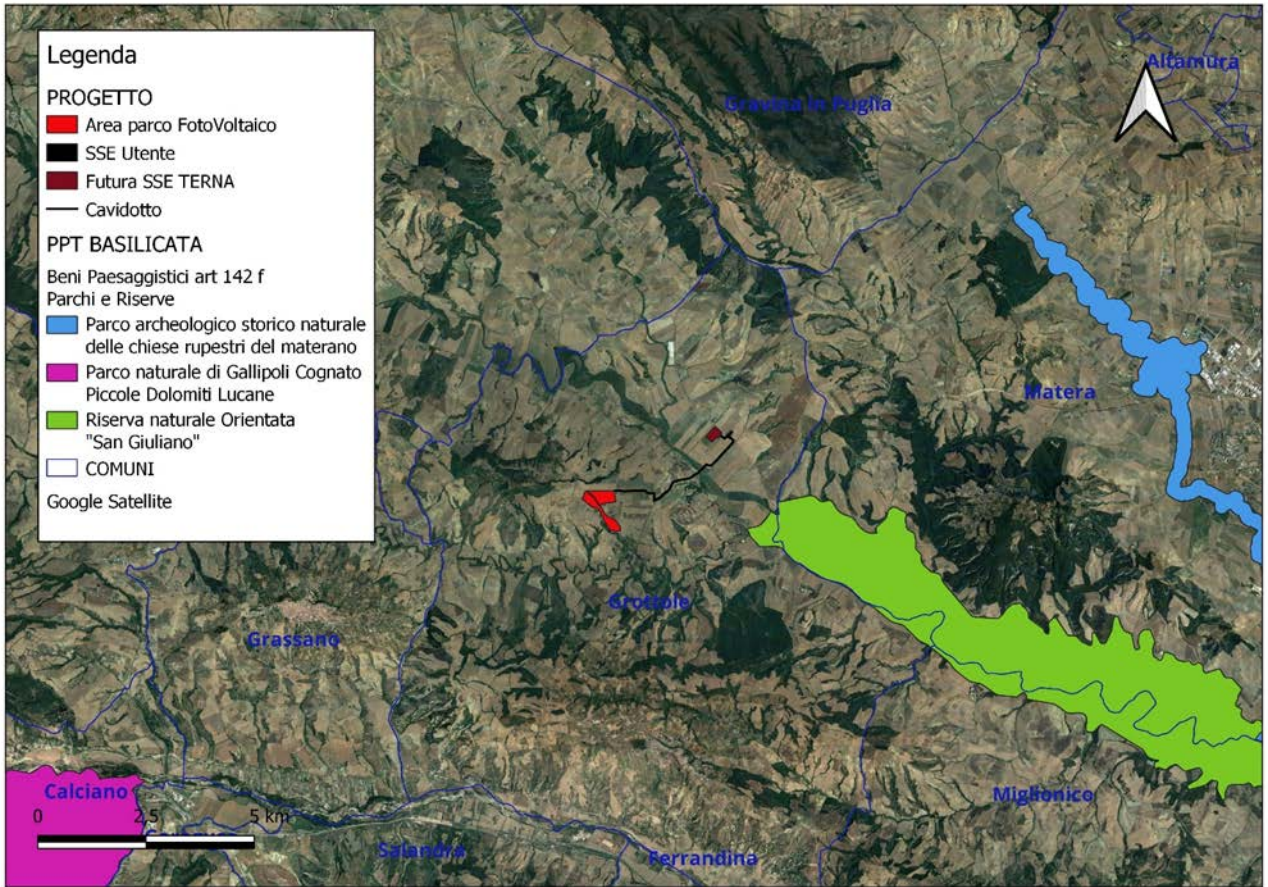 Legenda
PROGETTO
Area parco FotoVoltaico
SSE Utente
Futura SSE TERNA
Cavidotto
PPT BASILICATA
Beni Paesaggistici art 142 f
Parchi e Riserve
Parco archeologico storico naturale
delle chiese rupestri del materano
Parco naturale di Gallipoli Cognato
Piccole Dolomiti Lucane
Riserva naturale Orientata
"San Giuliano"
COMUNI
Google Satellite
Altamura
Gravina in Puglia
Matera
Grottole
Grassano
Calciano
Miglionico
Salandra
Ferrandina
0 2,5 5 km